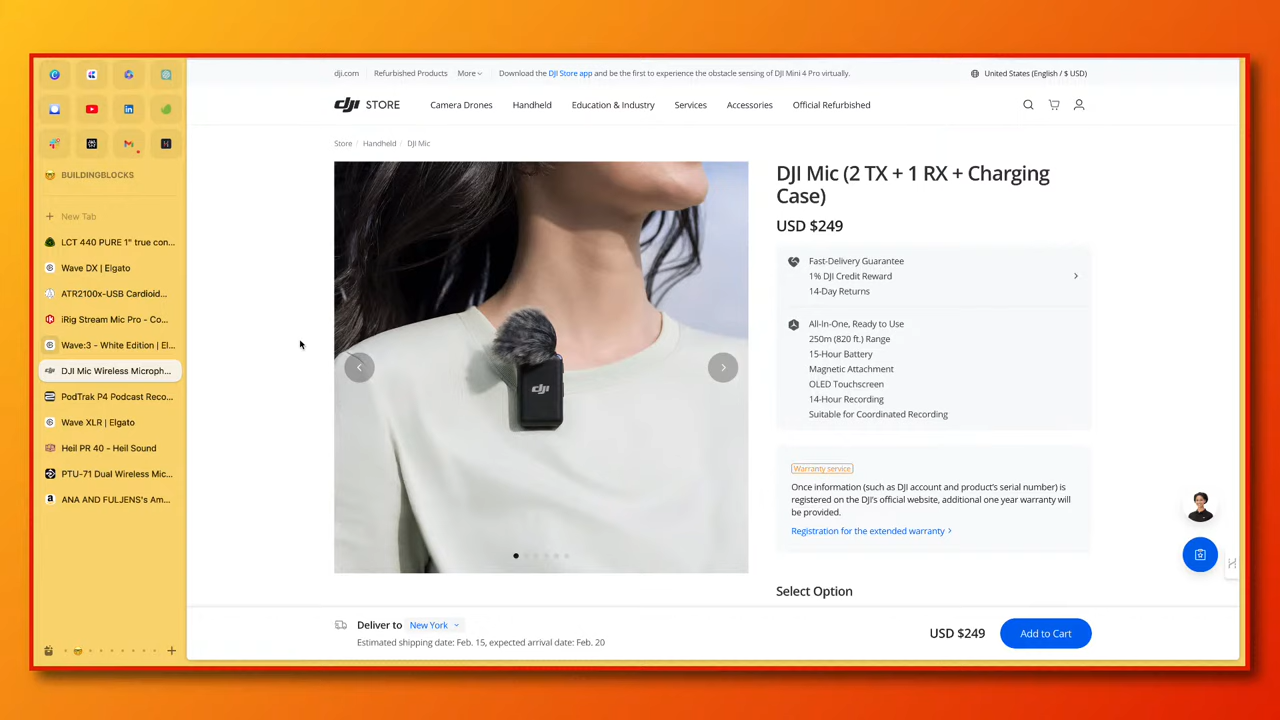 BUILDINGBLOCKS
New Tab
LCT 440 PURE 1" true con...
Wave DX | Elgato
ATR2100x-USB Cardioid...
iRig Stream Mic Pro - Co...
Wave:3 - White Edition | El...
DJI Mic Wireless Microph...
PodTrak P4 Podcast Reco...
Wave XLR | Elgato
Heil PR 40 – Heil Sound
PTU-71 Dual Wireless Mic...
ANA AND FULJENS's Am...
dji.com Refurbished Products More Download the DJI Store app and be the first to experience the obstacle sensing of DJI Mini 4 Pro virtually. United States (English / $ USD)
dji STORE Camera Drones Handheld Education & Industry Services Accessories Official Refurbished
Store / Handheld / DJI Mic
dji
DJI Mic (2 TX + 1 RX + Charging
Case)
USD $249
Fast-Delivery Guarantee
1% DJI Credit Reward
14-Day Returns
All-In-One, Ready to Use
250m (820 ft.) Range
15-Hour Battery
Magnetic Attachment
OLED Touchscreen
14-Hour Recording
Suitable for Coordinated Recording
Warranty service
Once information (such as DJI account and product's serial number) is
registered on the DJI's official website, additional one year warranty will
be provided.
Registration for the extended warranty
Select Option
Deliver to New York
Estimated shipping date: Feb. 15, expected arrival date: Feb. 20
USD $249
Add to Cart